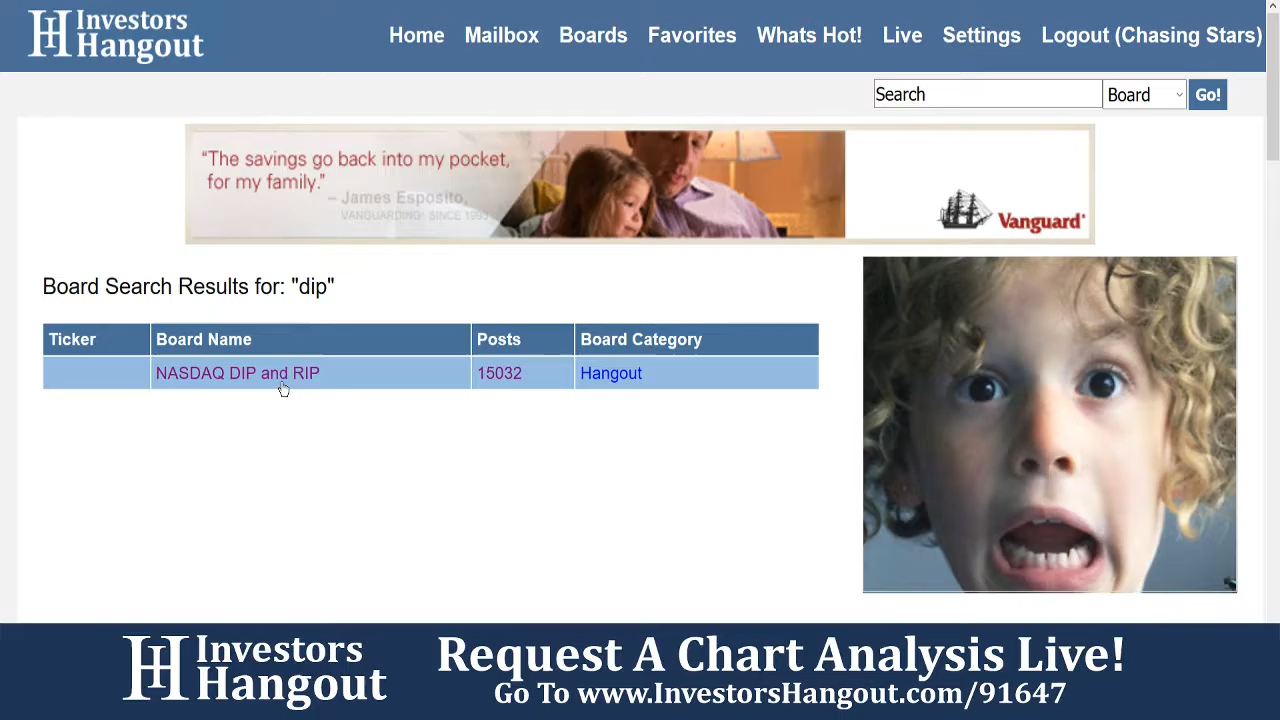 Investors
Hangout
Home Mailbox Boards Favorites Whats Hot! Live Settings Logout (Chasing Stars)
Search Board Go!
“The savings go back into my pocket,
for my family.”
– James Esposito,
VANGUARDING® SINCE 1993
Vanguard®
Board Search Results for: "dip"
Ticker Board Name Posts Board Category
NASDAQ DIP and RIP 15032 Hangout
Investors
Hangout
Request A Chart Analysis Live!
Go To www.InvestorsHangout.com/91647